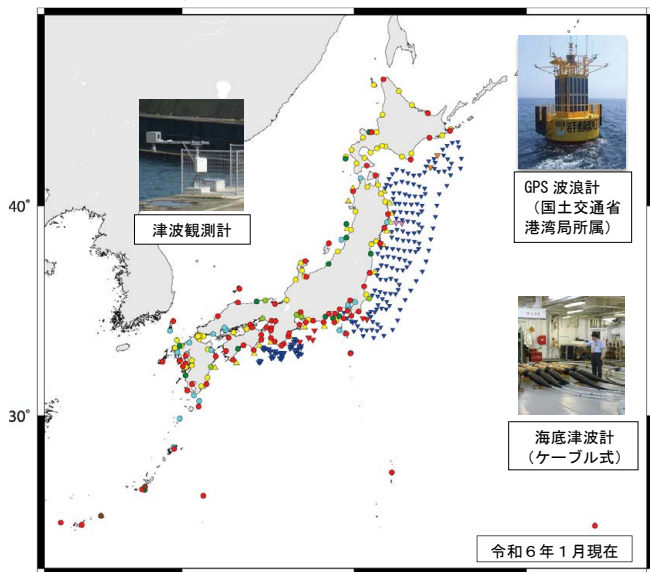 GPS 波浪計
（国土交通省
港湾局所属）
40˚
津波観測計
30˚
海底津波計
（ケーブル式）
令和６年１月現在